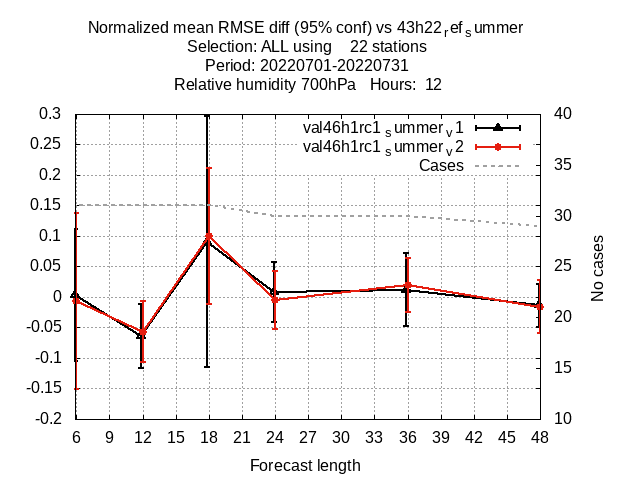 Normalized mean RMSE diff (95% conf) vs 43h22_ref_summer
Selection: ALL using 22 stations
Period: 20220701-20220731
Relative humidity 700hPa Hours: 12
val46h1rc1_summer_v1
val46h1rc1_summer_v2
Cases
0.3
0.25
0.2
0.15
0.1
0.05
0
-0.05
-0.1
-0.15
-0.2
40
35
30
25
20
15
10
No cases
6 9 12 15 18 21 24 27 30 33 36 39 42 45 48
Forecast length